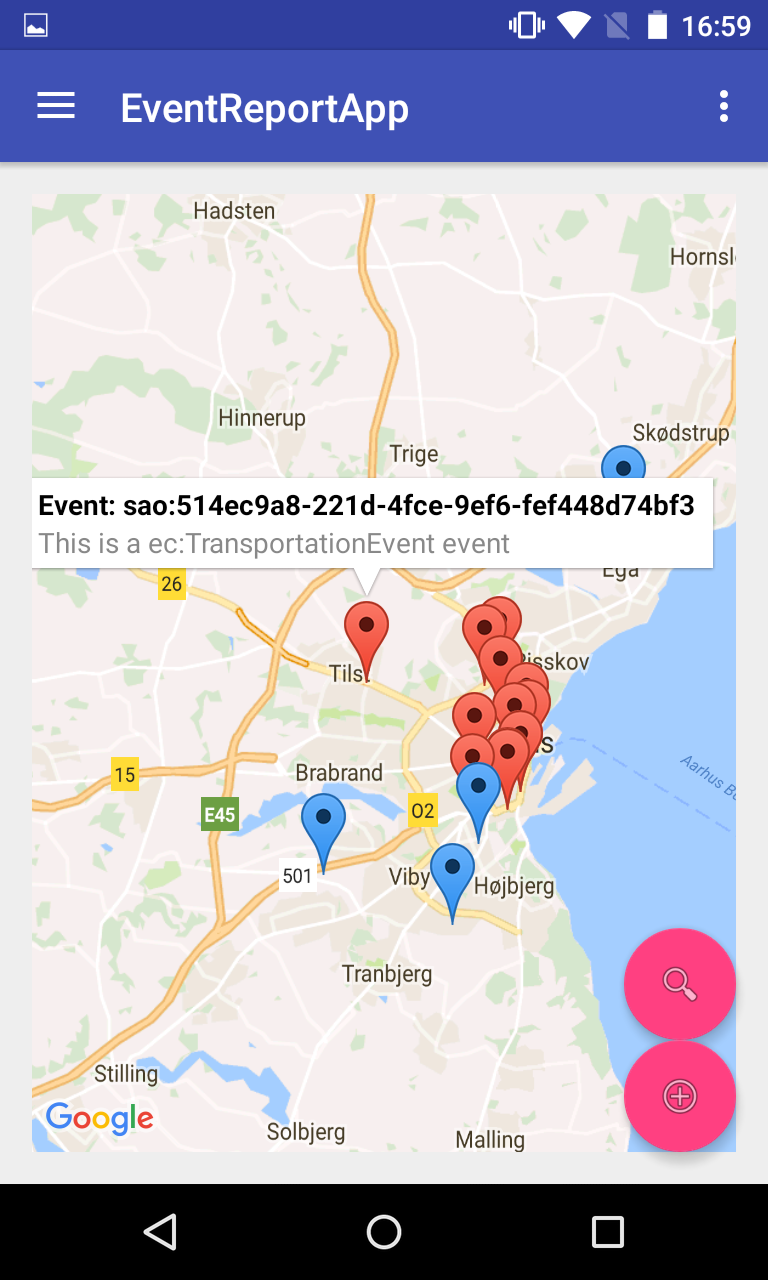 16:59
EventReportApp
Hadsten
Hornsl
Hinnerup
Skødstrup
Trige
Event: sao:514ec9a8-221d-4fce-9ef6-fef448d74bf3
This is a ec:TransportationEvent event
Egå
26
Risskov
Tilst
s
15
Brabrand
Aarhus B
E45
O2
501
Viby
Højbjerg
Tranbjerg
Stilling
Google
Solbjerg
Malling